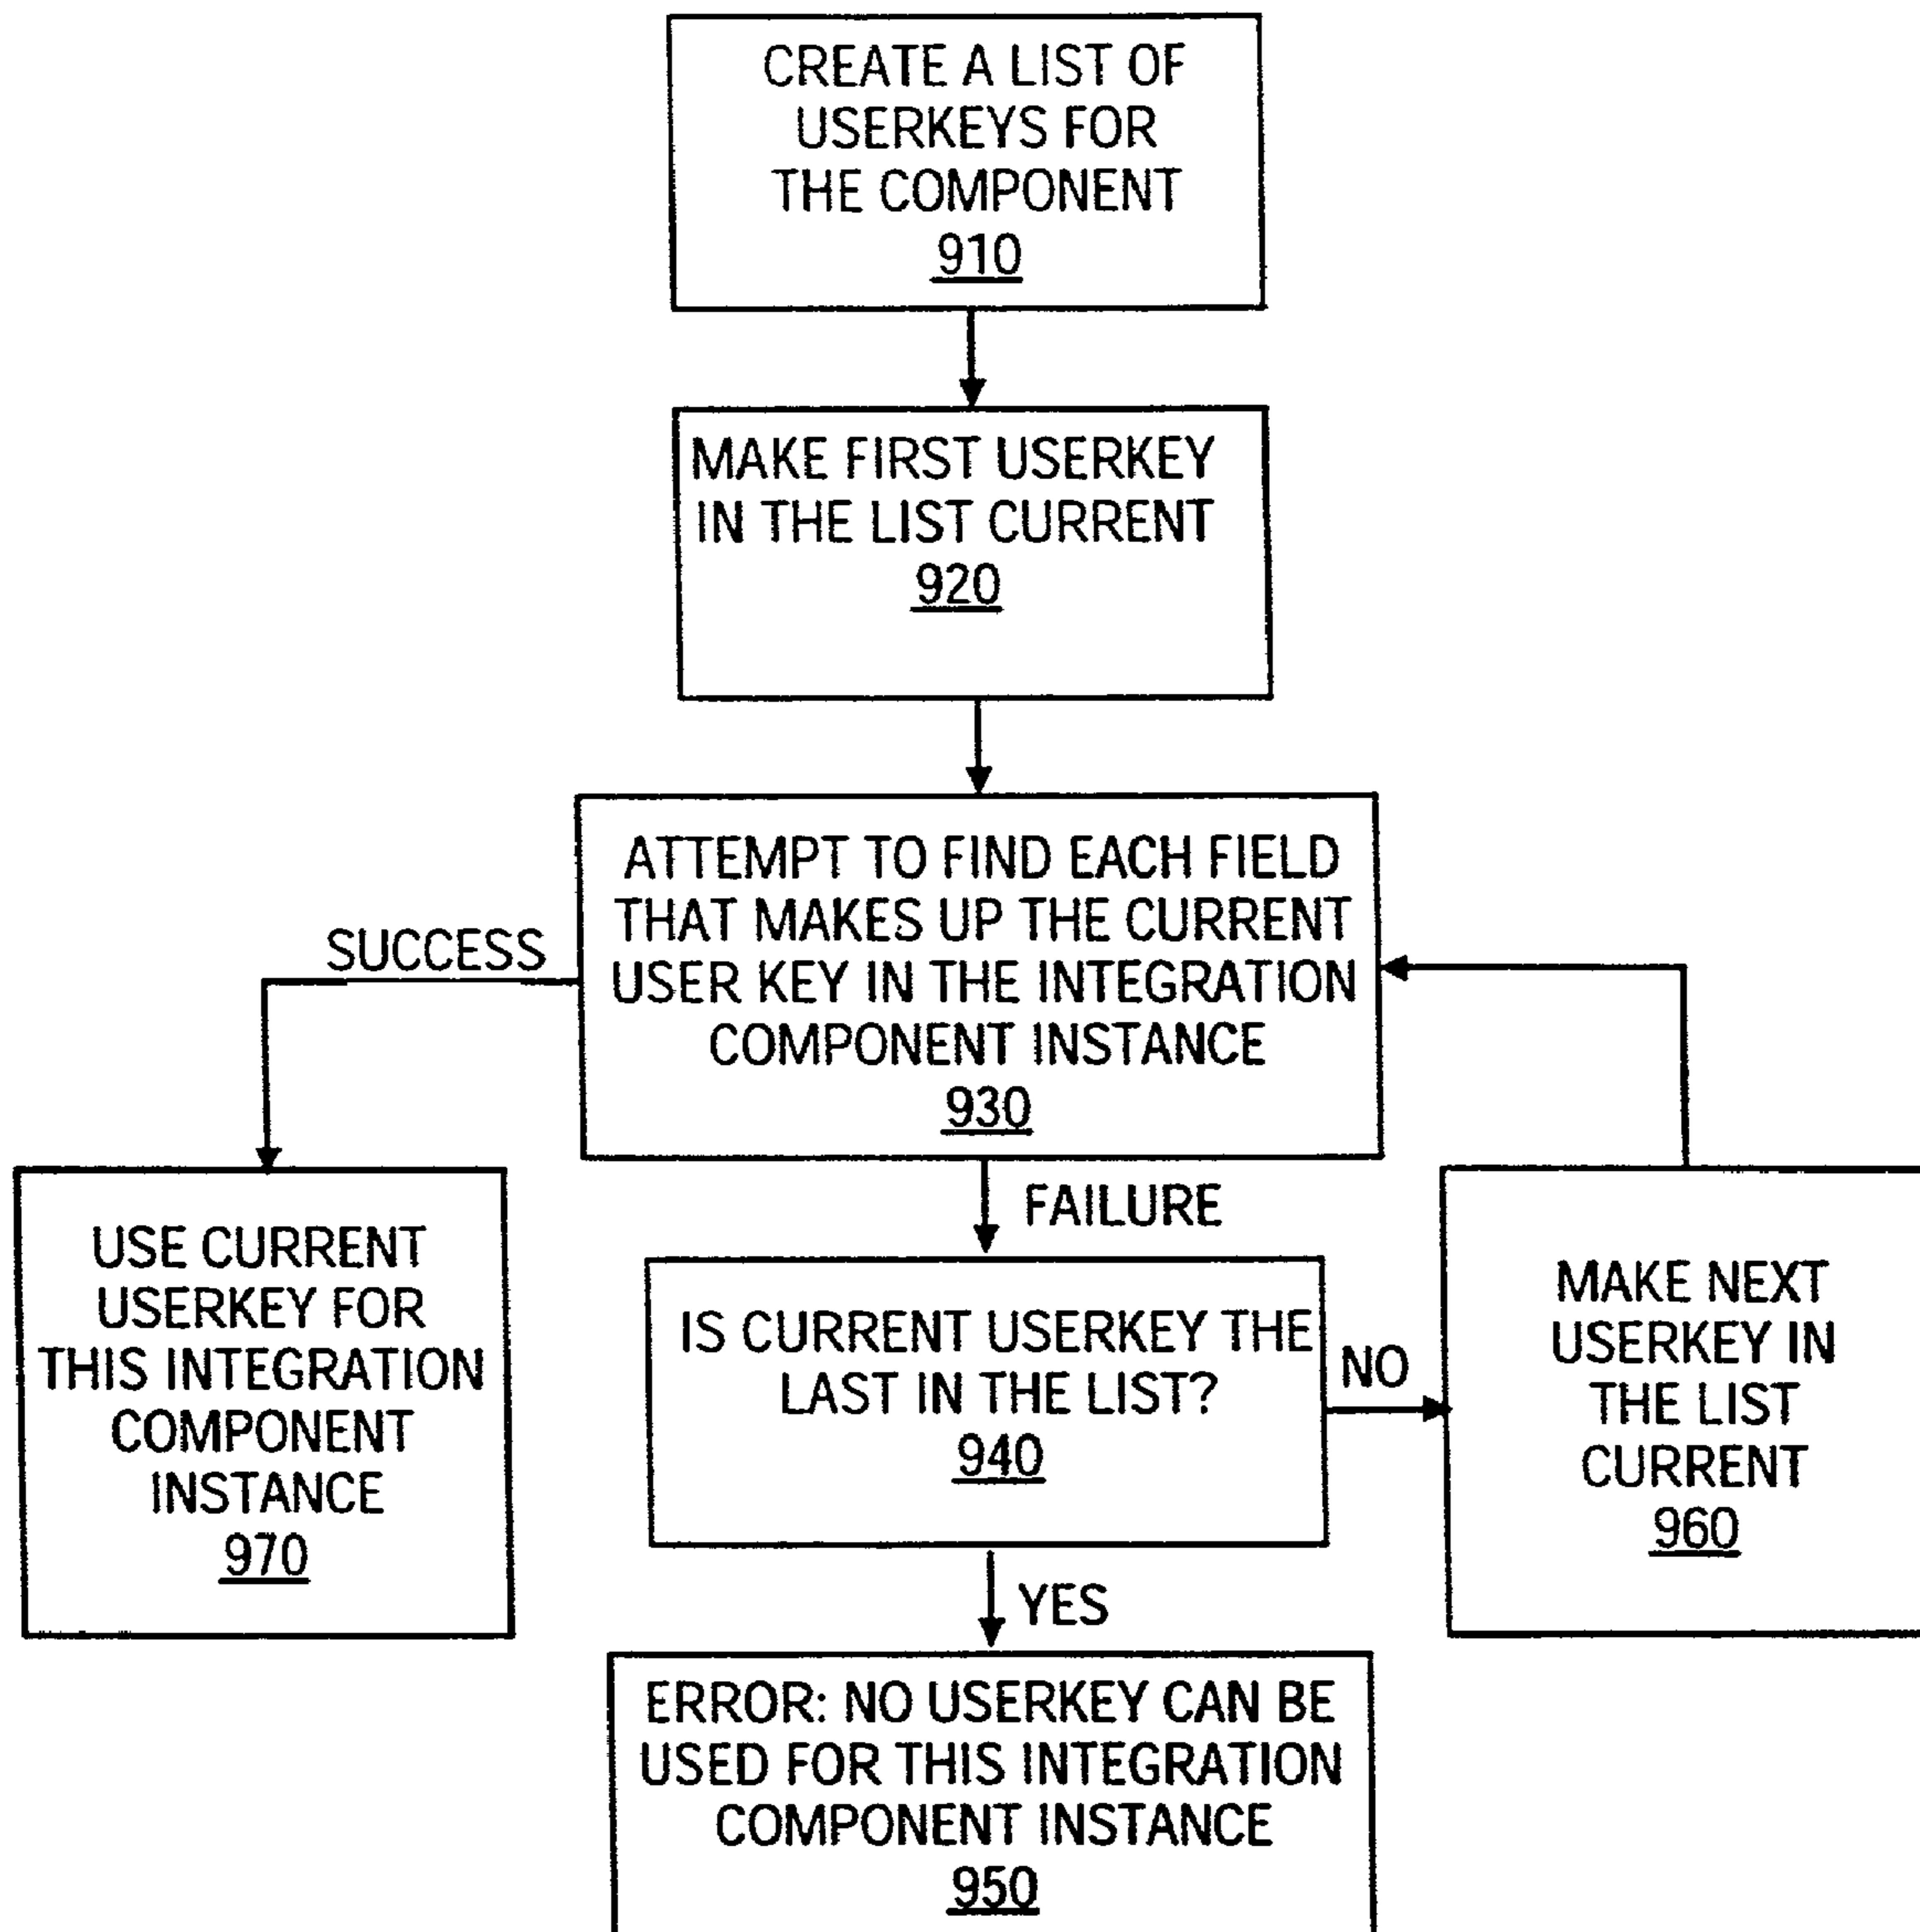 CREATE A LIST OF
USERKEYS FOR
THE COMPONENT
910
MAKE FIRST USERKEY
IN THE LIST CURRENT
920
ATTEMPT TO FIND EACH FIELD
THAT MAKES UP THE CURRENT
USER KEY IN THE INTEGRATION
COMPONENT INSTANCE
930
SUCCESS
FAILURE
USE CURRENT
USERKEY FOR
THIS INTEGRATION
COMPONENT
INSTANCE
970
IS CURRENT USERKEY THE
LAST IN THE LIST?
940
NO
MAKE NEXT
USERKEY IN
THE LIST
CURRENT
960
YES
ERROR: NO USERKEY CAN BE
USED FOR THIS INTEGRATION
COMPONENT INSTANCE
950